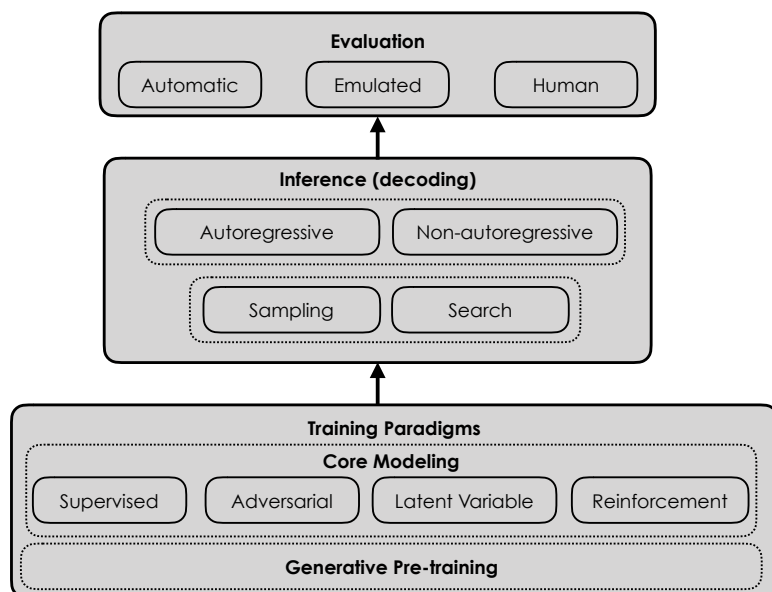 Evaluation
Automatic Emulated Human
Inference (decoding)
Autoregressive Non-autoregressive
Sampling Search
Training Paradigms
Core Modeling
Supervised Adversarial Latent Variable Reinforcement
Generative Pre-training